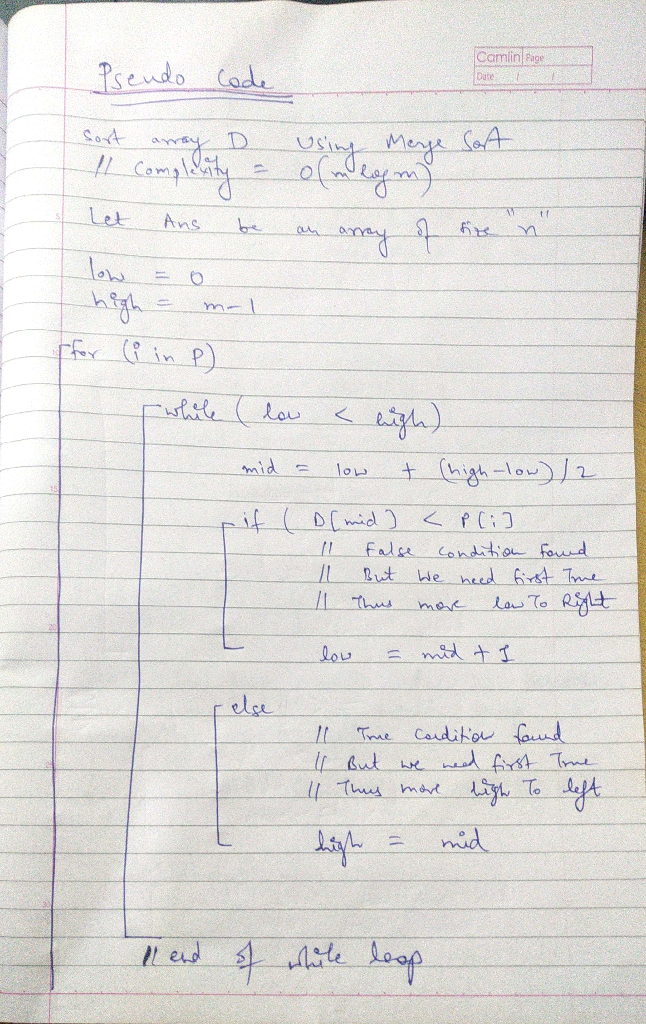 Camlin Page
Date / /
Pseudo Code
Sort array D Using Merge Sort
// Complexity = O(m log m)
Let Ans be an array of size "n"
low = 0
high = m-1
for (i in P)
while ( low < high)
mid = low + (high-low)/2
if ( D[mid] < P[i]
// False condition found
// But we need first True
// Thus move low To Right
low = mid + 1
else
// True Condition found
// But we need first True
// Thus move high To left
high = mid
// end of while loop